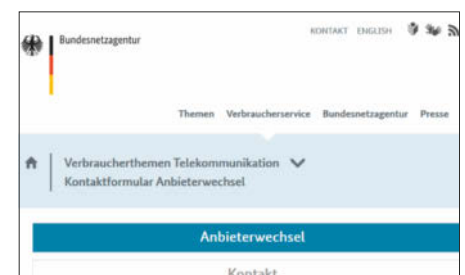 KONTAKT ENGLISH
Bundesnetzagentur
Themen Verbraucherservice Bundesnetzagentur Presse
Verbraucherthemen Telekommunikation
Kontaktformular Anbieterwechsel
Anbieterwechsel
Kontakt